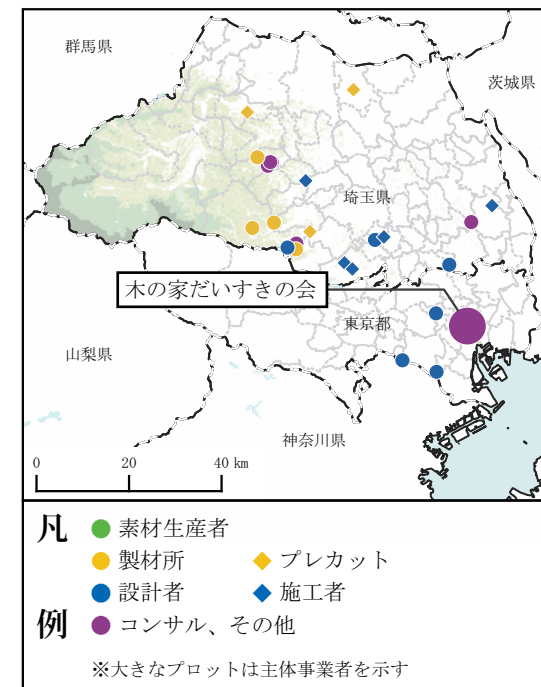 群馬県
茨城県
埼玉県
木の家だいすきの会
東京都
山梨県
神奈川県
0 20 40 km
凡例
素材生産者
製材所 プレカット
設計者 施工者
コンサル、その他
※大きなプロットは主体事業者を示す